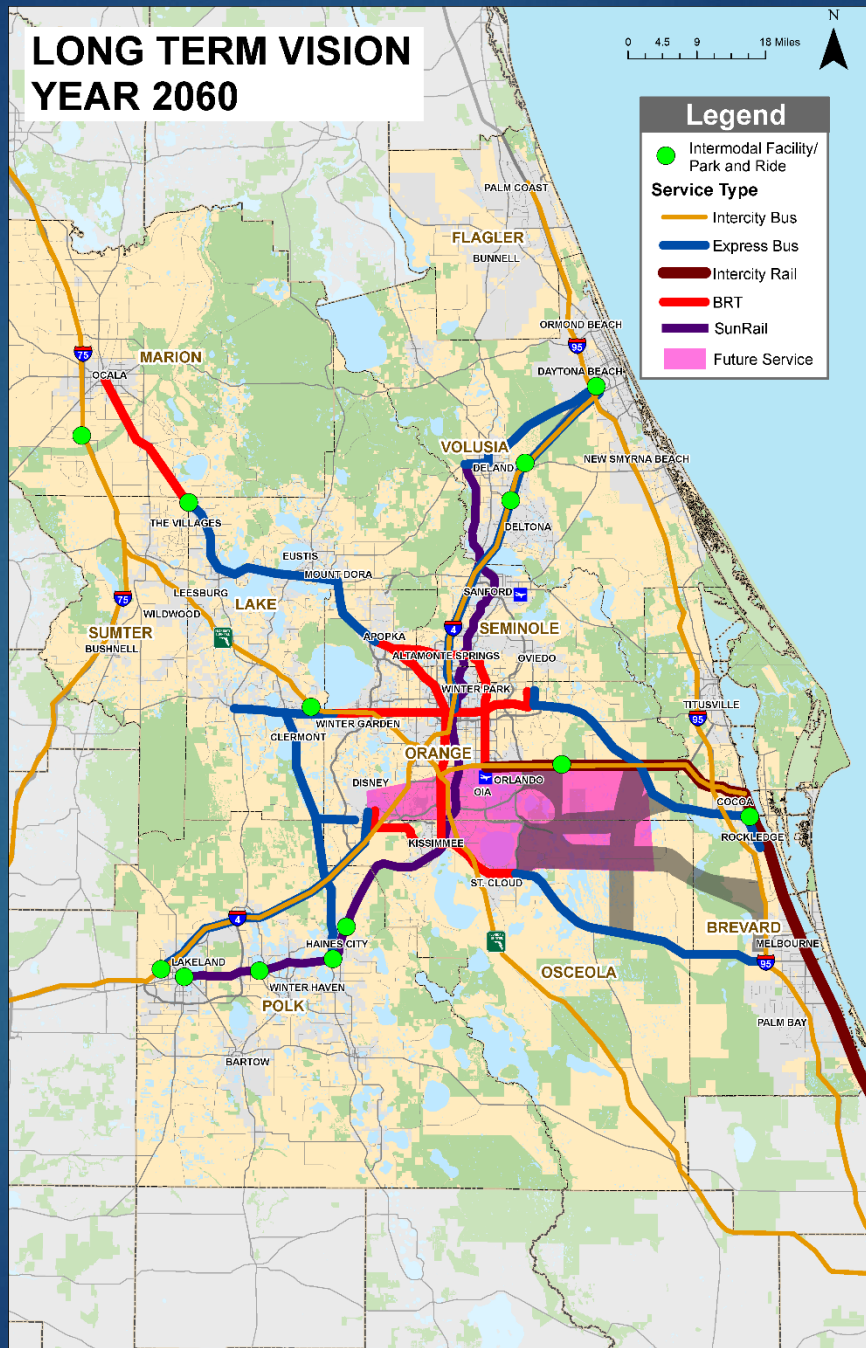 LONG TERM VISION
YEAR 2060
N
0 4.5 9 18 Miles
Legend
Intermodal Facility/
Park and Ride
Service Type
Intercity Bus
Express Bus
Intercity Rail
BRT
SunRail
Future Service
PALM COAST
FLAGLER
BUNNELL
ORMOND BEACH
95
DAYTONA BEACH
75
MARION
OCALA
VOLUSIA
DELAND
NEW SMYRNA BEACH
THE VILLAGES
DELTONA
EUSTIS
MOUNT DORA
SANFORD
LEESBURG
LAKE
WILDWOOD
75
SUMTER
BUSHNELL
4
SEMINOLE
APOPKA
ALTAMONTE SPRINGS
OVIEDO
WINTER PARK
TITUSVILLE
95
WINTER GARDEN
CLERMONT
ORANGE
DISNEY
ORLANDO
OIA
COCOA
ROCKLEDGE
KISSIMMEE
ST. CLOUD
4
BREVARD
MELBOURNE
95
HAINES CITY
LAKELAND
OSCEOLA
WINTER HAVEN
POLK
PALM BAY
BARTOW